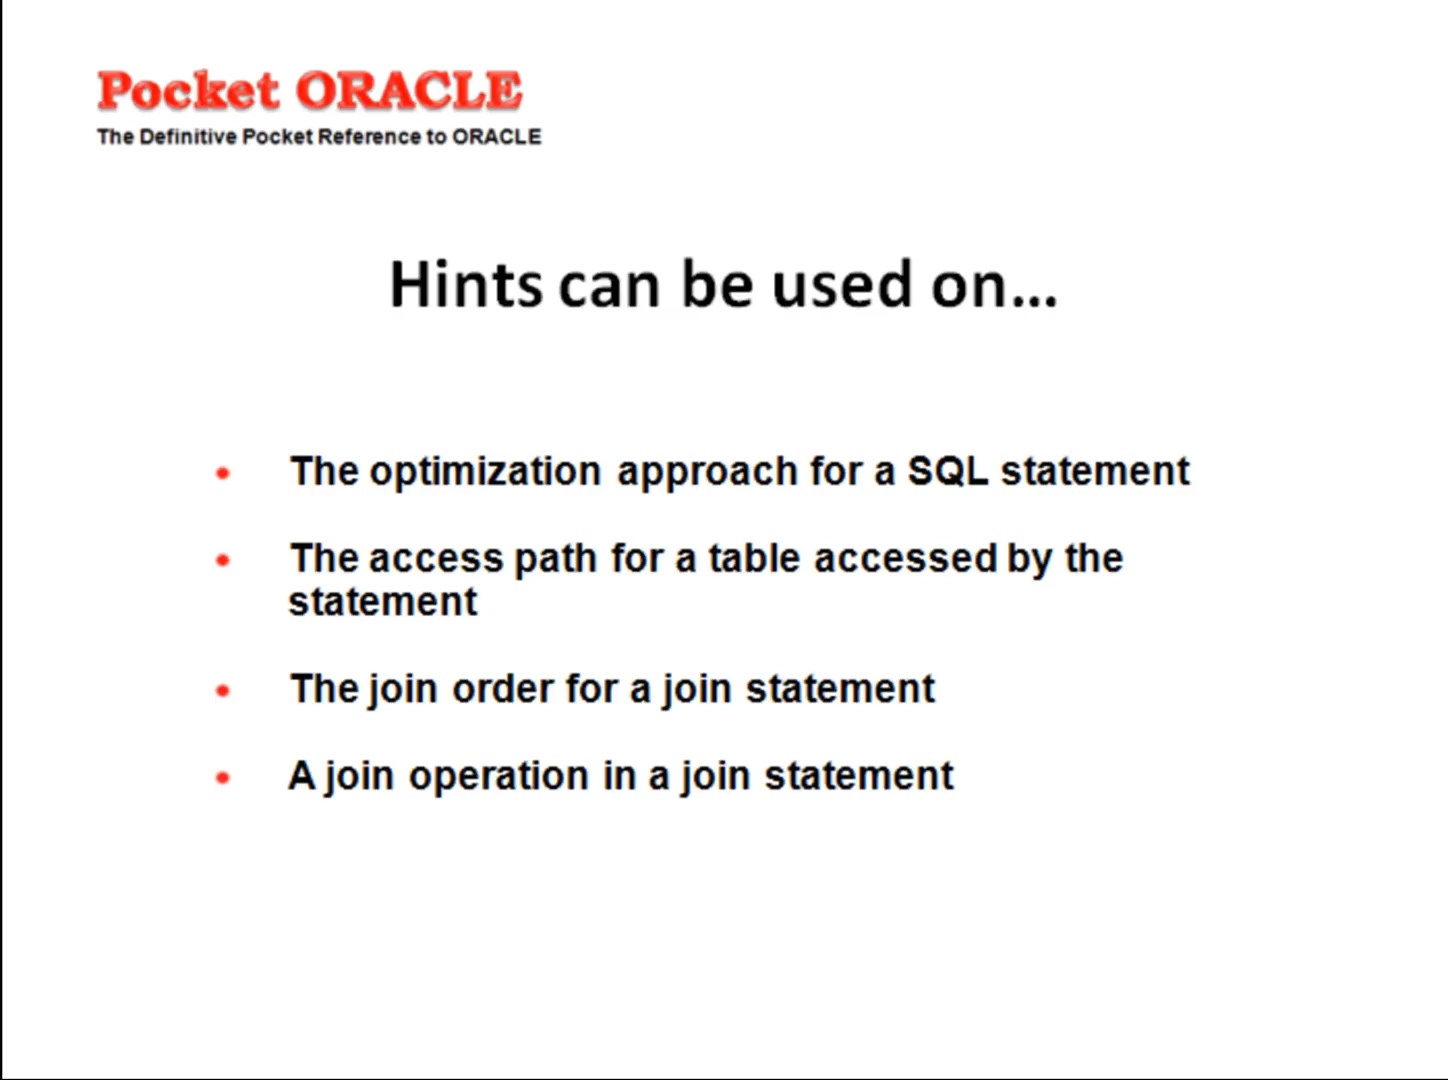 Pocket ORACLE
The Definitive Pocket Reference to ORACLE
Hints can be used on...
• The optimization approach for a SQL statement
• The access path for a table accessed by the
statement
• The join order for a join statement
• A join operation in a join statement